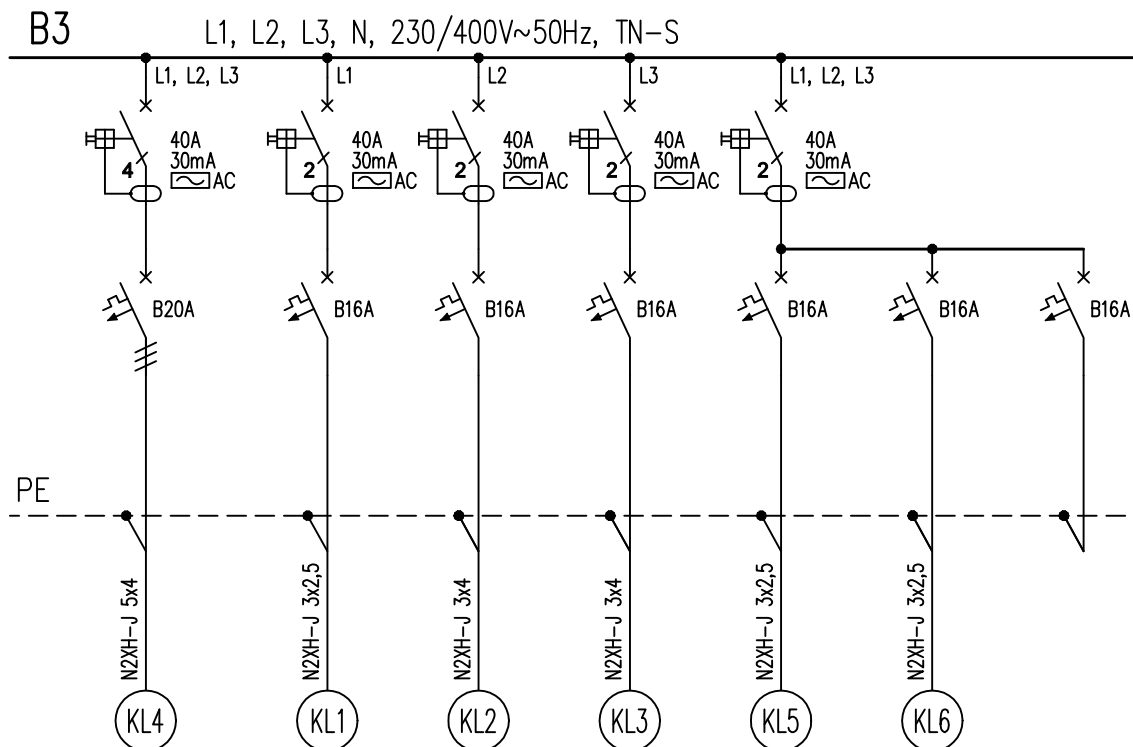 B3 L1, L2, L3, N, 230/400V~50Hz, TN-S
L1, L2, L3 L1 L2 L3 L1, L2, L3
40A 40A 40A 40A 40A
30mA 30mA 30mA 30mA 30mA
4 2 2 2 2
AC AC AC AC AC
B20A B16A B16A B16A B16A B16A B16A
PE
N2XH-J 5x4 N2XH-J 3x2,5 N2XH-J 3x4 N2XH-J 3x4 N2XH-J 3x2,5 N2XH-J 3x2,5
KL4 KL1 KL2 KL3 KL5 KL6